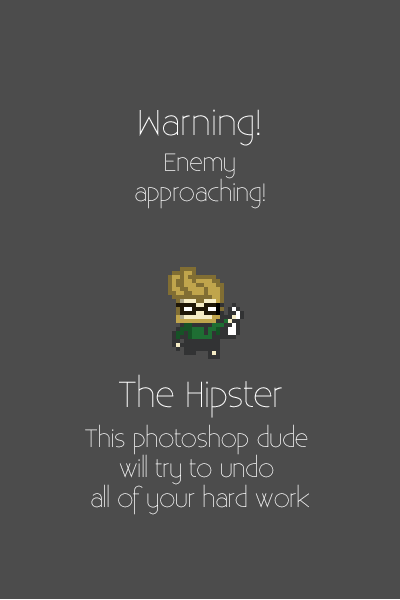 Warning!
Enemy
approaching!
The Hipster
This photoshop dude
will try to undo
all of your hard work